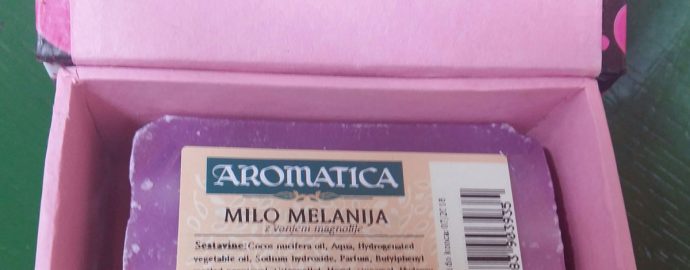 AROMATICA
MILO MELANIJA
z vonjem magnolije
Sestavine: Cocos nucifera oil, Aqua, Hydrogenated
vegetable oil, Sodium hydroxide, Parfum, Butylphenyl